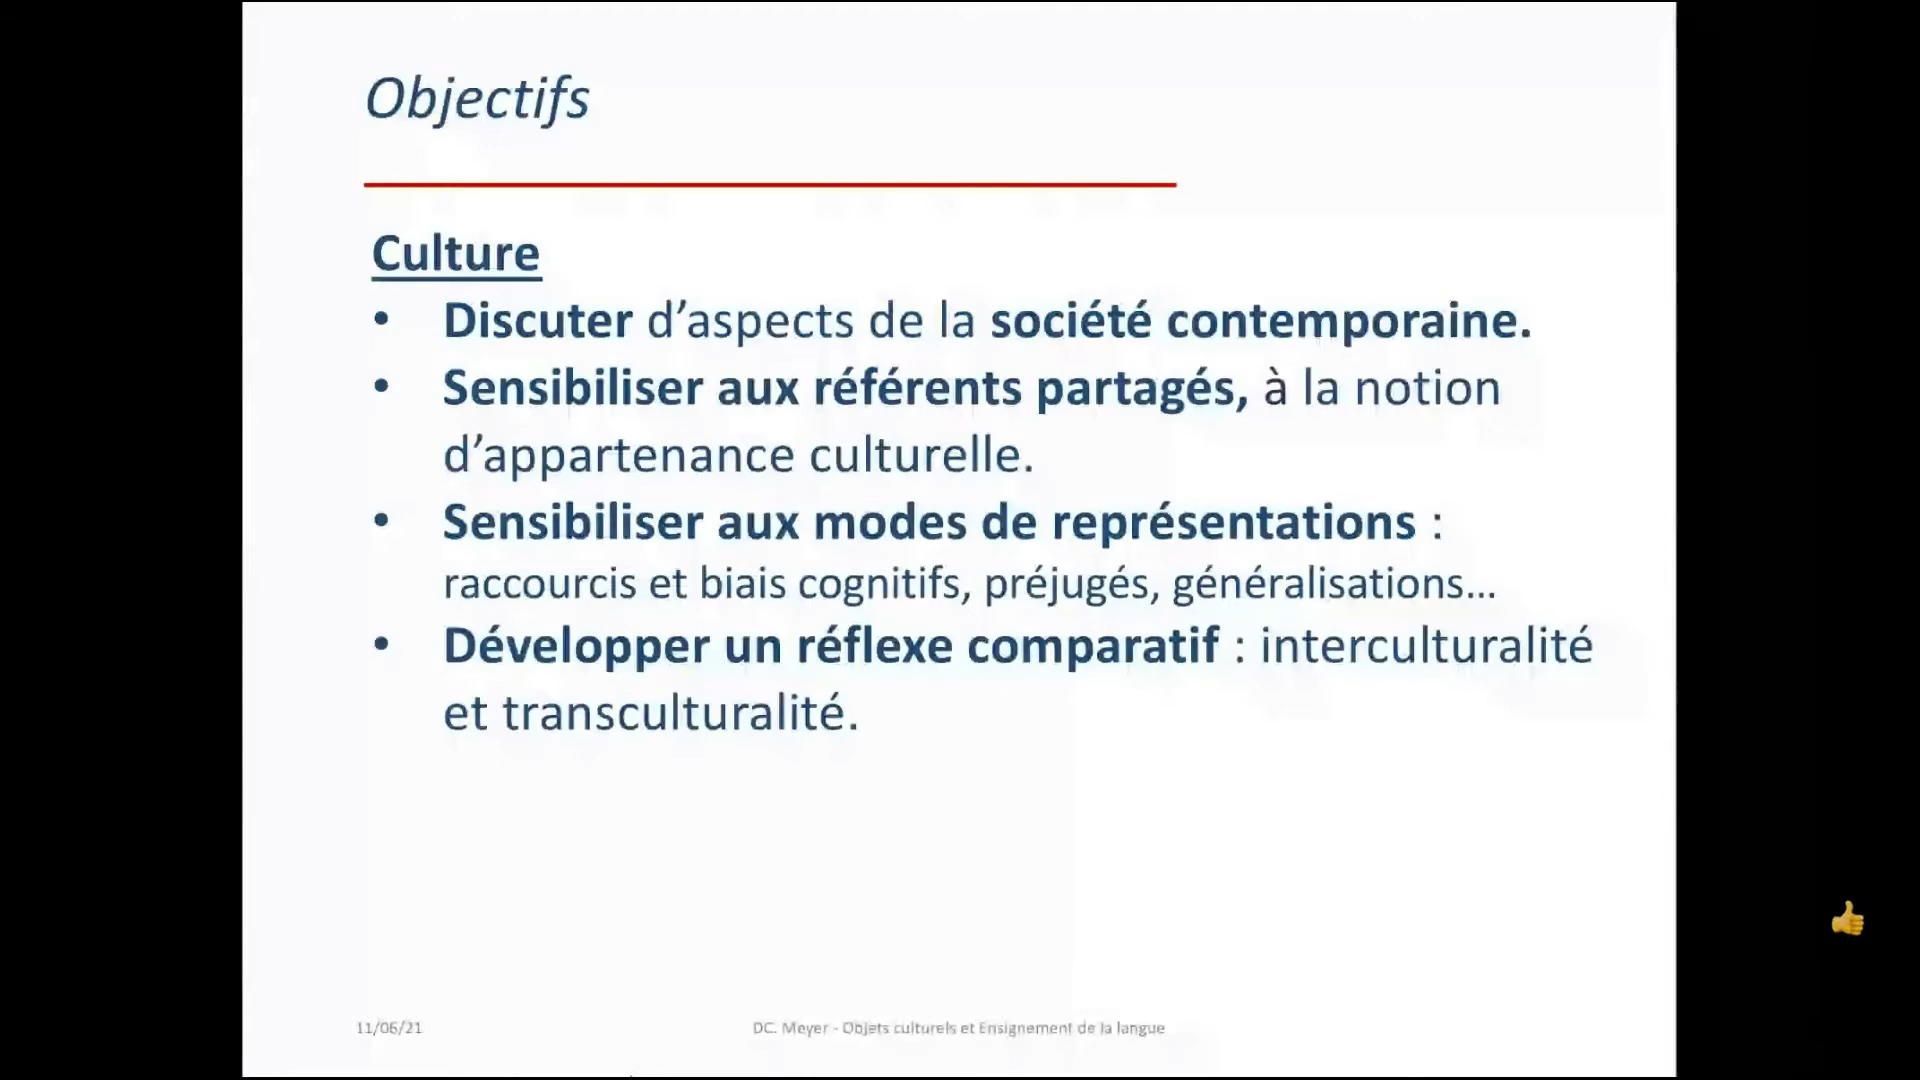 Objectifs
Culture
• Discuter d’aspects de la société contemporaine.
• Sensibiliser aux référents partagés, à la notion
d’appartenance culturelle.
• Sensibiliser aux modes de représentations :
raccourcis et biais cognitifs, préjugés, généralisations...
• Développer un réflexe comparatif : interculturalité
et transculturalité.
11/06/21
DC. Meyer - Objets culturels et Ensignement de la langue